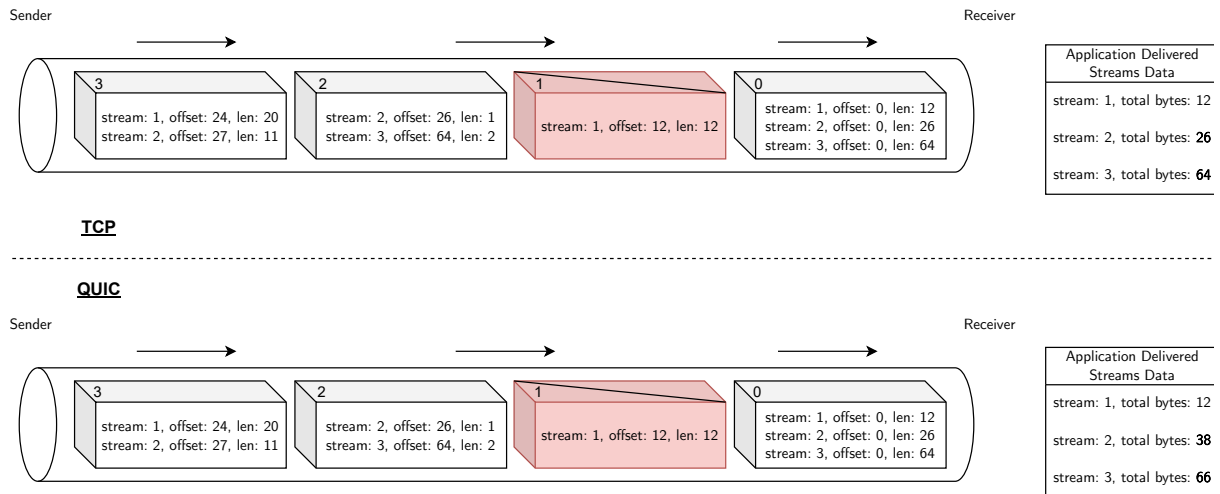 Sender
Receiver
3
stream: 1, offset: 24, len: 20
stream: 2, offset: 27, len: 11
2
stream: 2, offset: 26, len: 1
stream: 3, offset: 64, len: 2
1
stream: 1, offset: 12, len: 12
0
stream: 1, offset: 0, len: 12
stream: 2, offset: 0, len: 26
stream: 3, offset: 0, len: 64
Application Delivered
Streams Data
stream: 1, total bytes: 12
stream: 2, total bytes: 26
stream: 3, total bytes: 64
TCP
QUIC
Sender
Receiver
3
stream: 1, offset: 24, len: 20
stream: 2, offset: 27, len: 11
2
stream: 2, offset: 26, len: 1
stream: 3, offset: 64, len: 2
1
stream: 1, offset: 12, len: 12
0
stream: 1, offset: 0, len: 12
stream: 2, offset: 0, len: 26
stream: 3, offset: 0, len: 64
Application Delivered
Streams Data
stream: 1, total bytes: 12
stream: 2, total bytes: 38
stream: 3, total bytes: 66